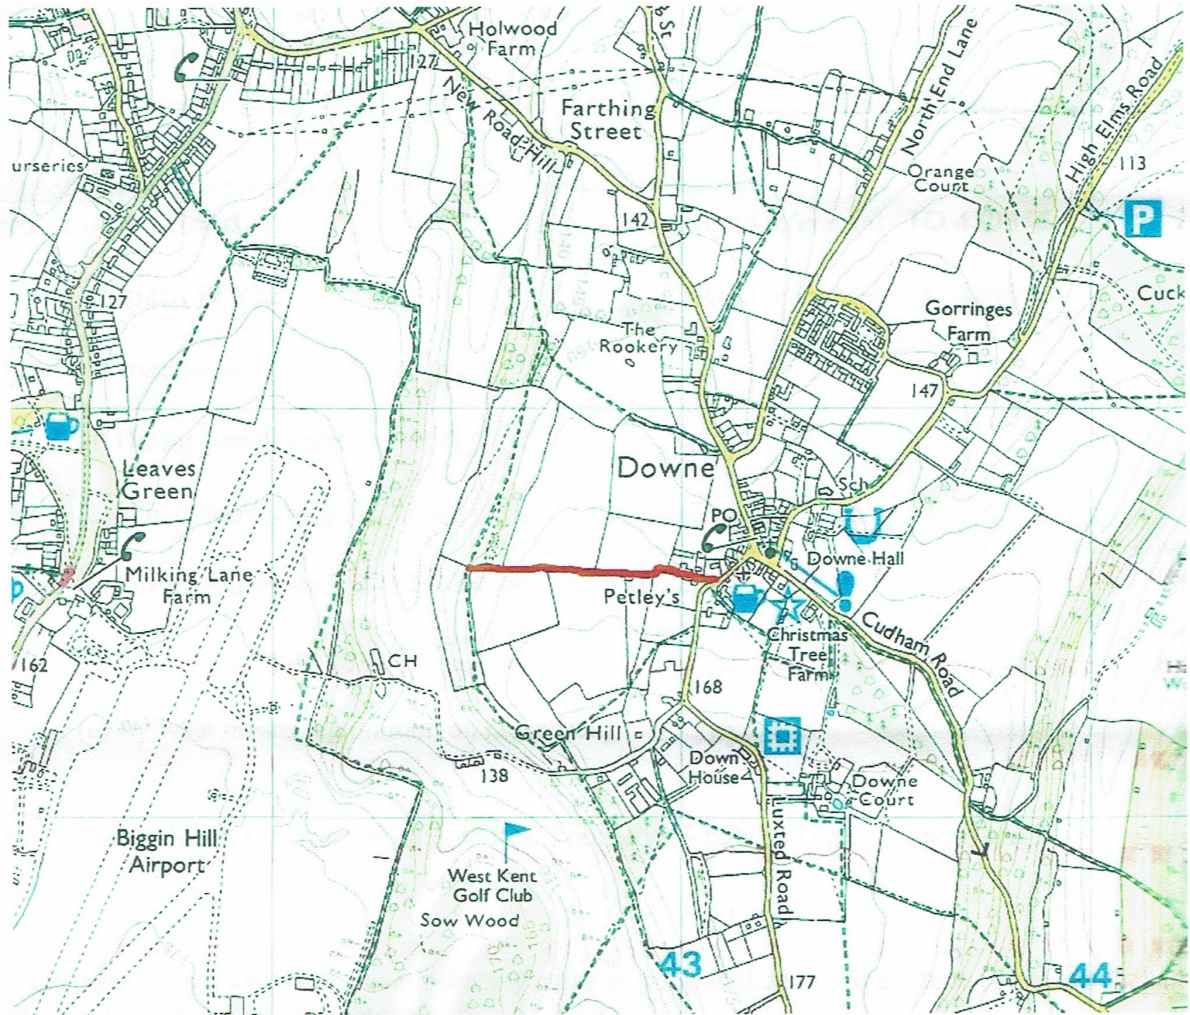 Holwood
Farm
127
New Road Hill
Farthing
Street
North End Lane
High Elms Road
113
urseries
Orange
Court
P
142
127
Cuck
Gorringes
Farm
The
Rookery
147
Leaves
Green
Downe
Sch
PO
Downe Hall
Milking Lane
Farm
Petley's
Christmas
Tree
Farm
Cudham Road
162
CH
168
Green Hill
138
Down
House
Downe
Court
Luxted Road
Biggin Hill
Airport
West Kent
Golf Club
Sow Wood
43
44
177